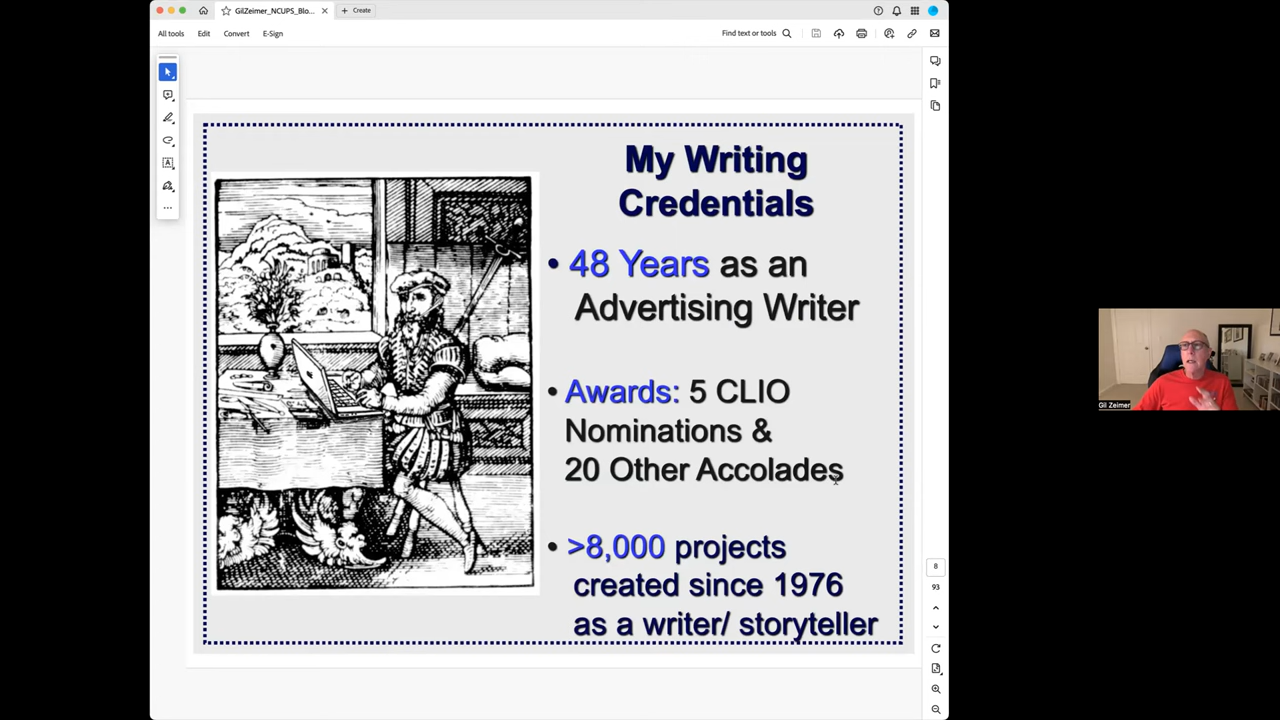 GilZeimer_NCUPS_Blo...
Create
All tools
Edit
Convert
E-Sign
Find text or tools
My Writing
Credentials
• 48 Years as an
Advertising Writer
• Awards: 5 CLIO
Nominations &
20 Other Accolades
• >8,000 projects
created since 1976
as a writer/ storyteller
8
93
Gil Zeimer